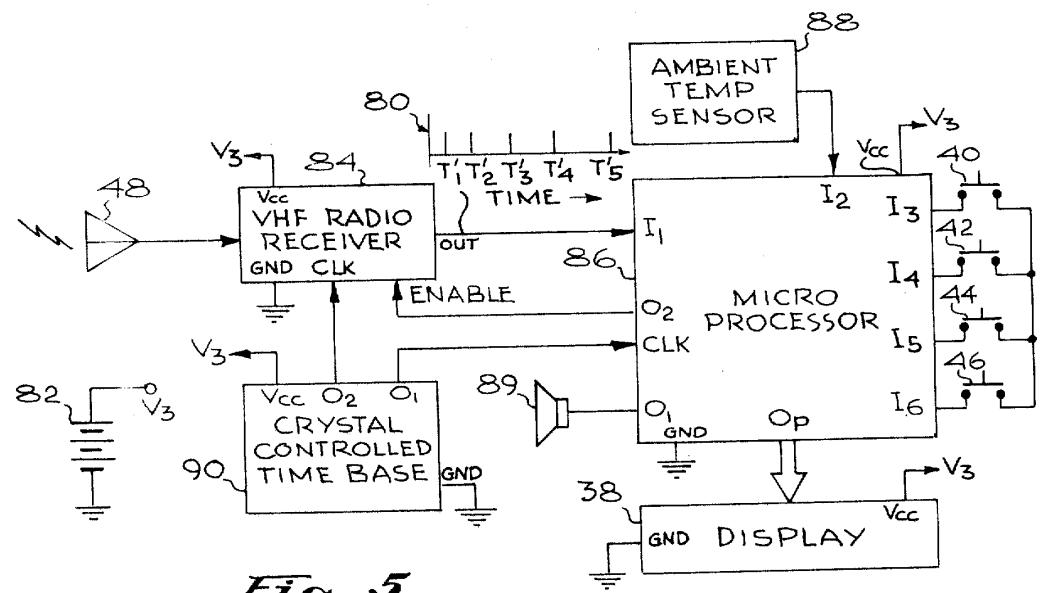 88
AMBIENT
TEMP
SENSOR
80
T'1 T'2 T'3 T'4 T'5
TIME →
V3
84
Vcc
VHF RADIO
RECEIVER
GND CLK
OUT
48
ENABLE
V3
Vcc
40
I2
I3
I1
42
86
I4
MICRO
PROCESSOR
O2
44
CLK
I5
46
I6
O1
GND
Op
89
V3
Vcc O2 O1
CRYSTAL
CONTROLLED
TIME BASE
GND
90
82
V3
38
V3
Vcc
GND DISPLAY
Fig. 5